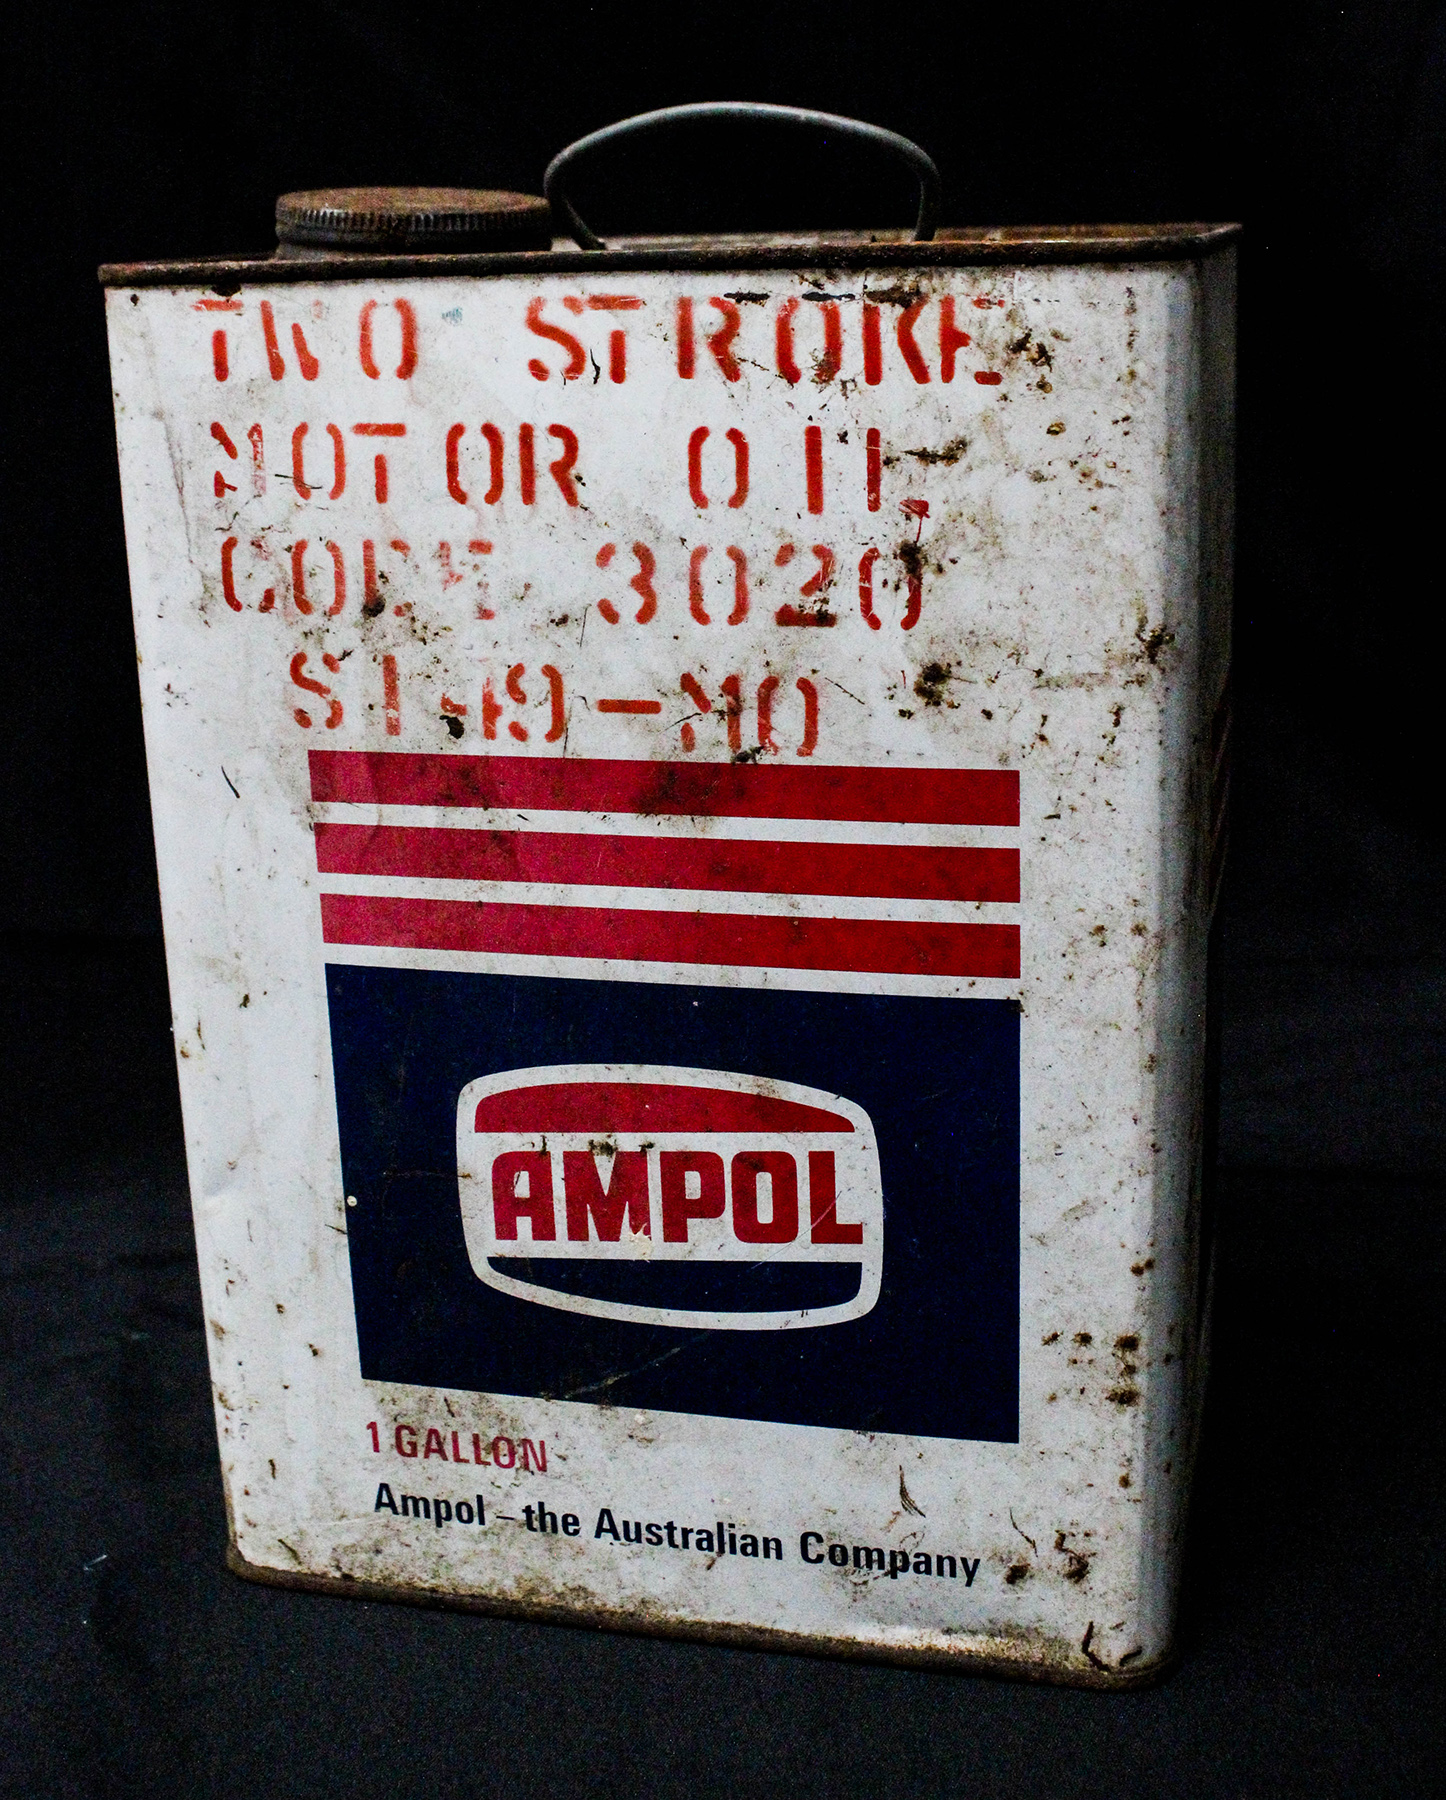 TWO STROKE
MOTOR OIL
CODE 3020
AMPOL
1 GALLON
Ampol – the Australian Company